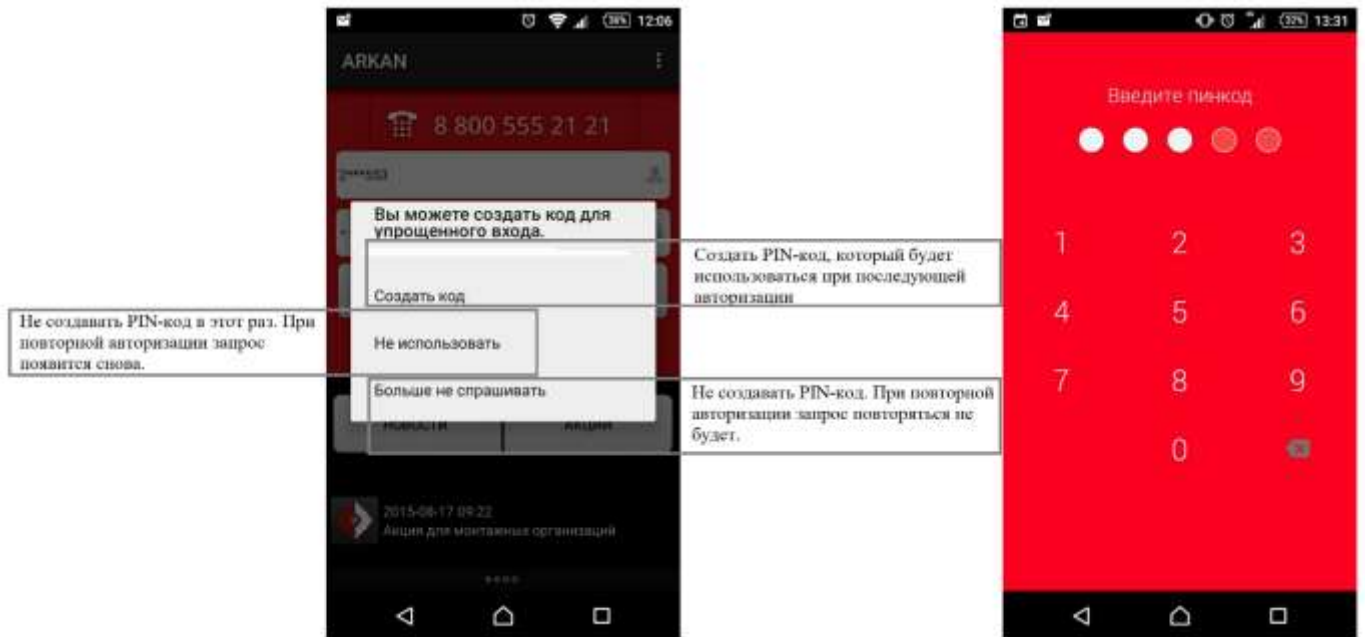 12:06
ARKAN
8 800 555 21 21
Вы можете создать код для
упрощенного входа.
Создать код
Не использовать
Больше не спрашивать
НОВОСТИ
АКЦИИ
2015-08-17 09:22
Акция для монтажных организаций
Не создавать PIN-код в этот раз. При
повторной авторизации запрос
появится снова.
Создать PIN-код, который будет
использоваться при последующей
авторизации
Не создавать PIN-код. При повторной
авторизации запрос повторяться не
будет.
13:31
Введите пинкод
1 2 3
4 5 6
7 8 9
0